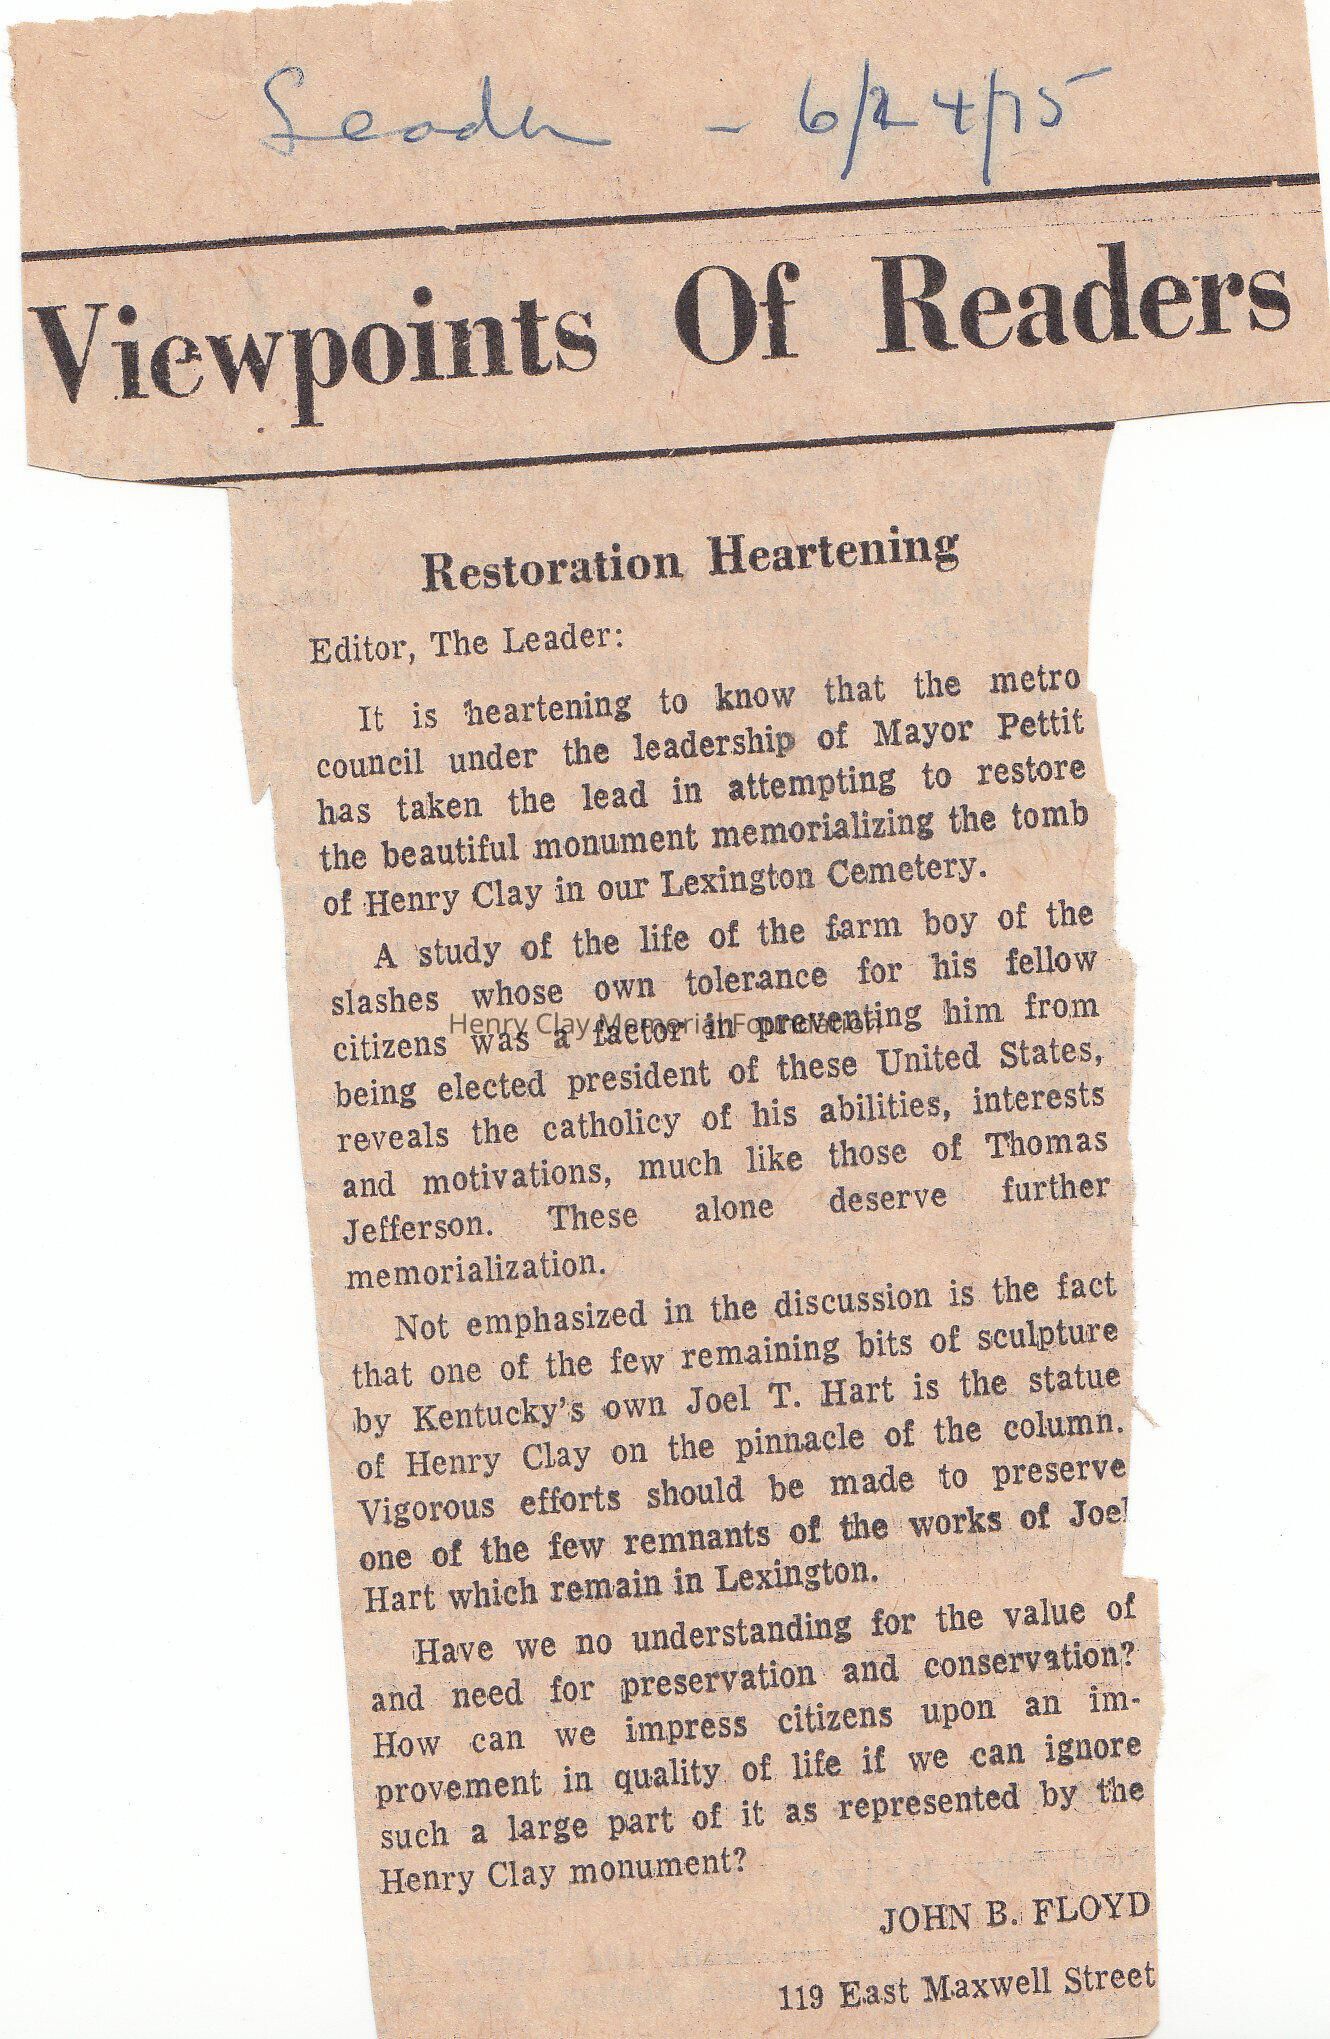 Leader - 6/24/75
Viewpoints Of Readers
Restoration Heartening
Editor, The Leader:
It is heartening to know that the metro
council under the leadership of Mayor Pettit
has taken the lead in attempting to restore
the beautiful monument memorializing the tomb
of Henry Clay in our Lexington Cemetery.
A study of the life of the farm boy of the
slashes whose own tolerance for his fellow
citizens was a factor in preventing him from
Henry Clay Memorial Foundation
being elected president of these United States,
reveals the catholicy of his abilities, interests
and motivations, much like those of Thomas
Jefferson. These alone deserve further
memorialization.
Not emphasized in the discussion is the fact
that one of the few remaining bits of sculpture
by Kentucky's own Joel T. Hart is the statue
of Henry Clay on the pinnacle of the column.
Vigorous efforts should be made to preserve
one of the few remnants of the works of Joel
Hart which remain in Lexington.
Have we no understanding for the value of
and need for preservation and conservation?
How can we impress citizens upon an im-
provement in quality of life if we can ignore
such a large part of it as represented by the
Henry Clay monument?
JOHN B. FLOYD
119 East Maxwell Street